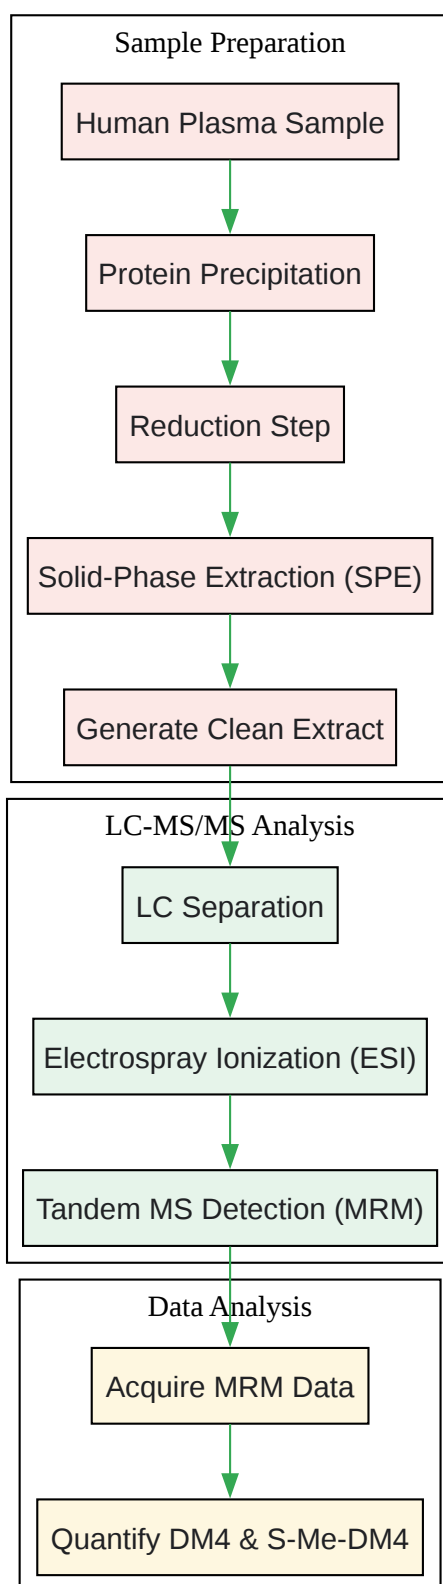 Sample Preparation
Human Plasma Sample
Protein Precipitation
Reduction Step
Solid-Phase Extraction (SPE)
Generate Clean Extract
LC-MS/MS Analysis
LC Separation
Electrospray Ionization (ESI)
Tandem MS Detection (MRM)
Data Analysis
Acquire MRM Data
Quantify DM4 & S-Me-DM4